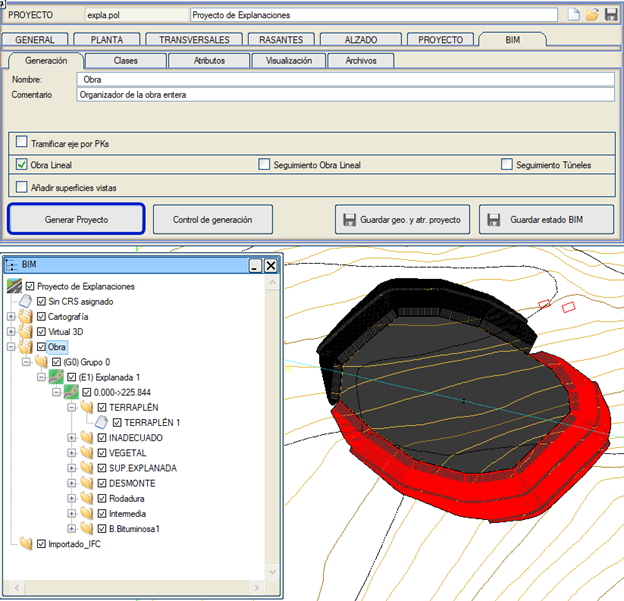 PROYECTO expla.pol Proyecto de Explanaciones
GENERAL PLANTA TRANSVERSALES RASANTES ALZADO PROYECTO BIM
Generación Clases Atributos Visualización Archivos
Nombre: Obra
Comentario Organizador de la obra entera
Tramificar eje por PKs
Obra Lineal Seguimiento Obra Lineal Seguimiento Túneles
Añadir superficies vistas
Generar Proyecto Control de generación Guardar geo. y atr. proyecto Guardar estado BIM
BIM
Proyecto de Explanaciones
Sin CRS asignado
Cartografía
Virtual 3D
Obra
(G0) Grupo 0
(E1) Explanada 1
0.000->225.844
TERRAPLÉN
TERRAPLÉN 1
INADECUADO
VEGETAL
SUP.EXPLANADA
DESMONTE
Rodadura
Intermedia
B.Bituminosa1
Importado_IFC